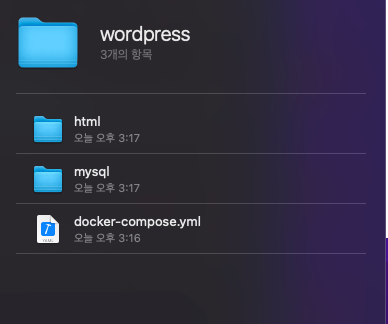 wordpress
3개의 항목
html
오늘 오후 3:17
mysql
오늘 오후 3:17
docker-compose.yml
오늘 오후 3:16
YAML